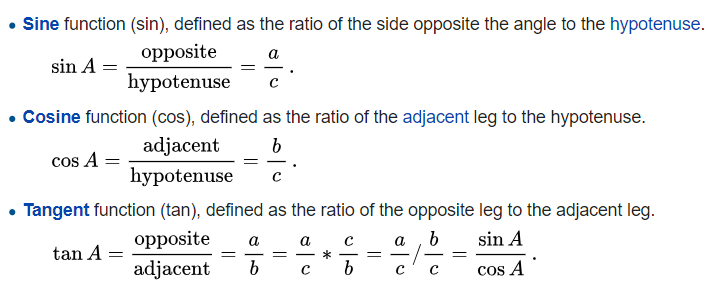 • Sine function (sin), defined as the ratio of the side opposite the angle to the hypotenuse.
sin A = opposite/hypotenuse = a/c .
• Cosine function (cos), defined as the ratio of the adjacent leg to the hypotenuse.
cos A = adjacent/hypotenuse = b/c .
• Tangent function (tan), defined as the ratio of the opposite leg to the adjacent leg.
tan A = opposite/adjacent = a/b = a/c * c/b = a/c / b/c = sin A/cos A .